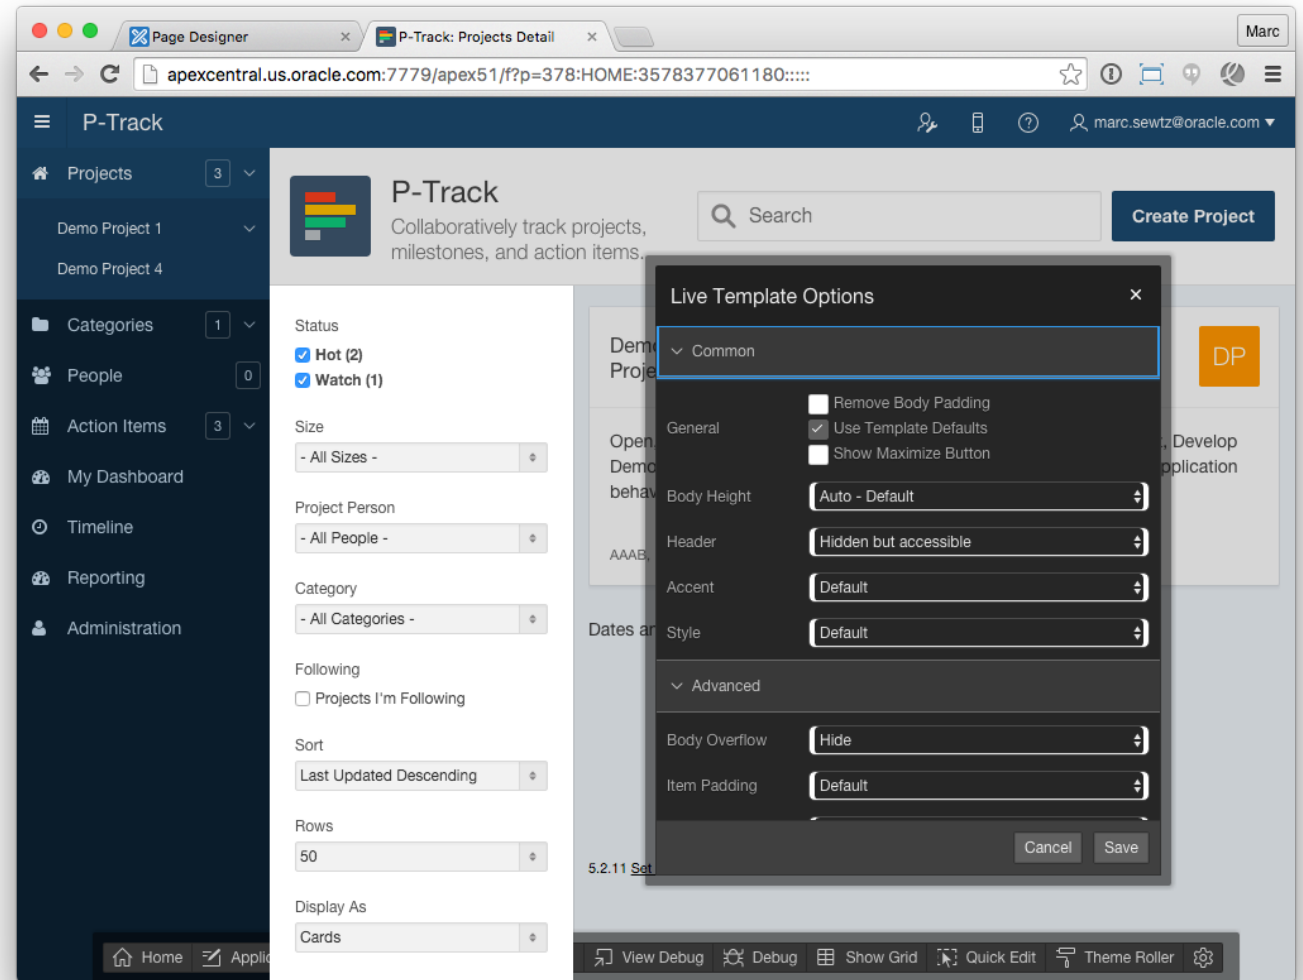 Page Designer
P-Track: Projects Detail
Marc
apexcentral.us.oracle.com:7779/apex51/f?p=378:HOME:3578377061180:::::
P-Track
marc.sewtz@oracle.com
Projects 3
Demo Project 1
Demo Project 4
Categories 1
People 0
Action Items 3
My Dashboard
Timeline
Reporting
Administration
P-Track
Collaboratively track projects,
milestones, and action items.
Search
Create Project
Status
Hot (2)
Watch (1)
Size
- All Sizes -
Project Person
- All People -
Category
- All Categories -
Following
Projects I'm Following
Sort
Last Updated Descending
Rows
50
Display As
Cards
DP
Open
, Develop
AAAB,
Dates
5.2.11 Set
Live Template Options
Common
General
Remove Body Padding
Use Template Defaults
Show Maximize Button
Body Height
Auto - Default
Header
Hidden but accessible
Accent
Default
Style
Default
Advanced
Body Overflow
Hide
Item Padding
Default
Cancel
Save
Home
View Debug
Debug
Show Grid
Quick Edit
Theme Roller